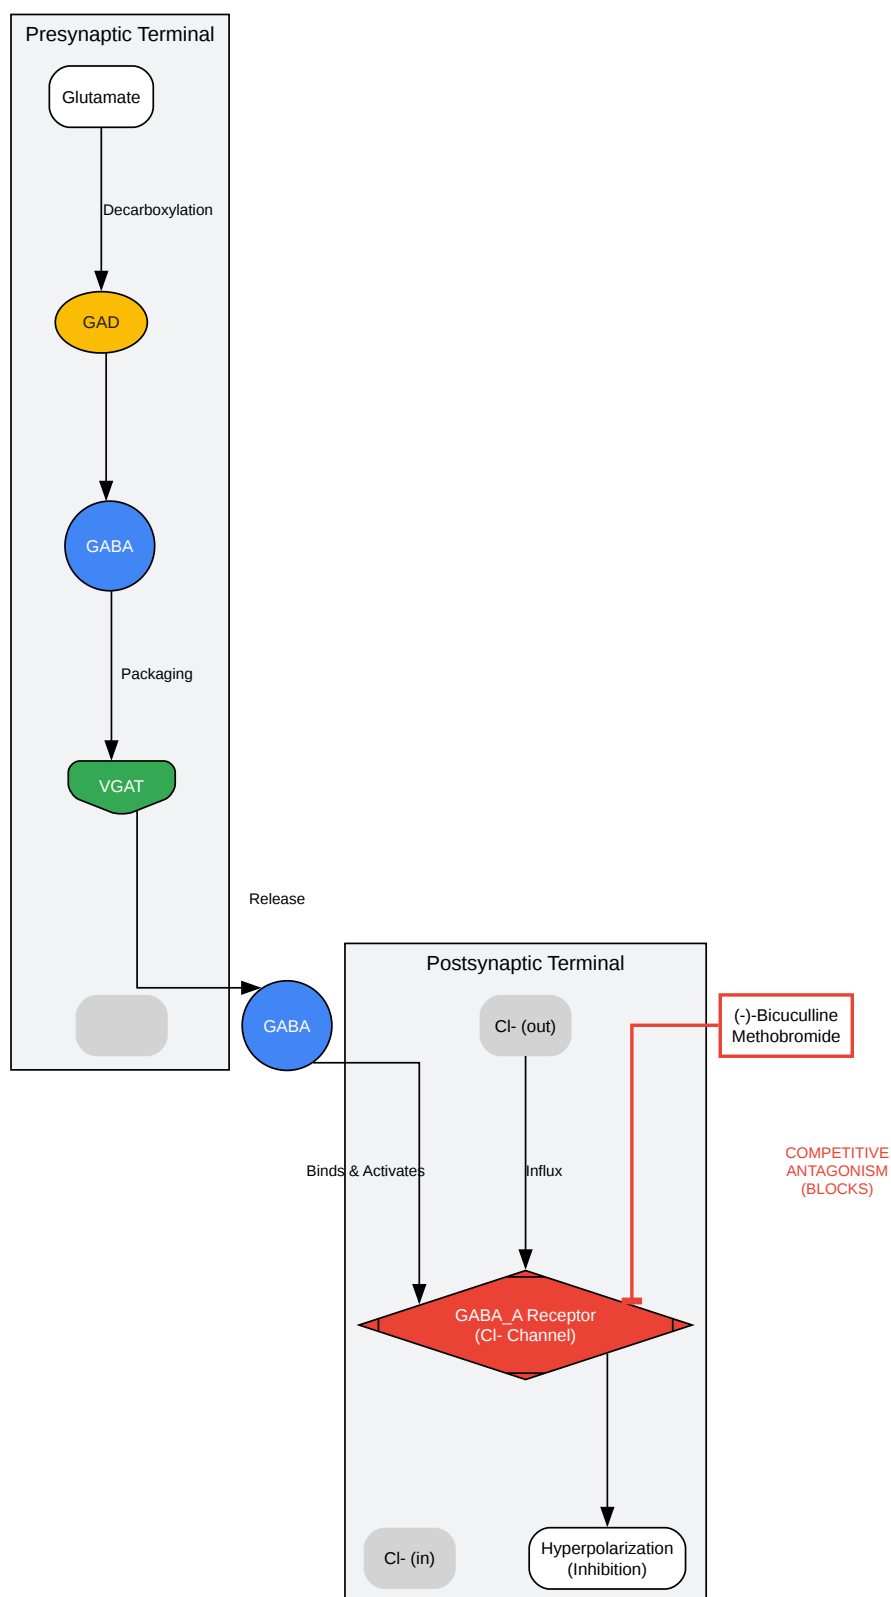 Presynaptic Terminal
Glutamate
Decarboxylation
GAD
GABA
Packaging
VGAT
Release
GABA
Postsynaptic Terminal
Cl- (out)
(-)-Bicuculline
Methobromide
COMPETITIVE
ANTAGONISM
(BLOCKS)
Binds & Activates
Influx
GABA_A Receptor
(Cl- Channel)
Cl- (in)
Hyperpolarization
(Inhibition)